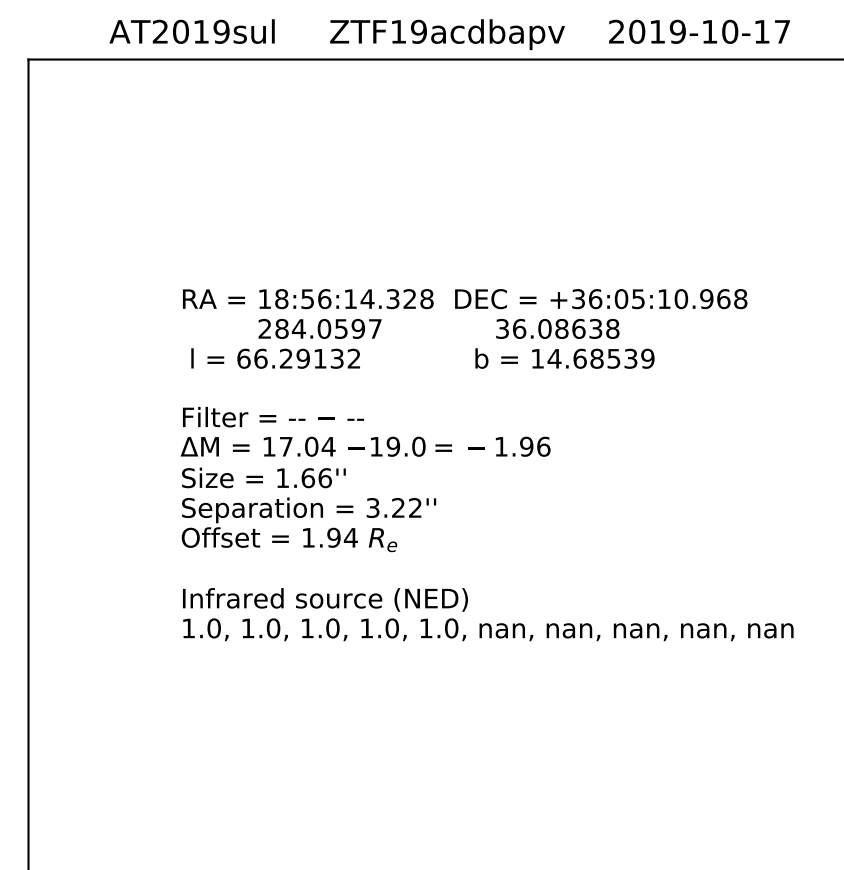 AT2019sul ZTF19acdbapv 2019-10-17
RA = 18:56:14.328 DEC = +36:05:10.968
284.0597 36.08638
l = 66.29132 b = 14.68539
Filter = -- − --
ΔM = 17.04 −19.0 = − 1.96
Size = 1.66''
Separation = 3.22''
Offset = 1.94 Rₑ
Infrared source (NED)
1.0, 1.0, 1.0, 1.0, 1.0, nan, nan, nan, nan, nan